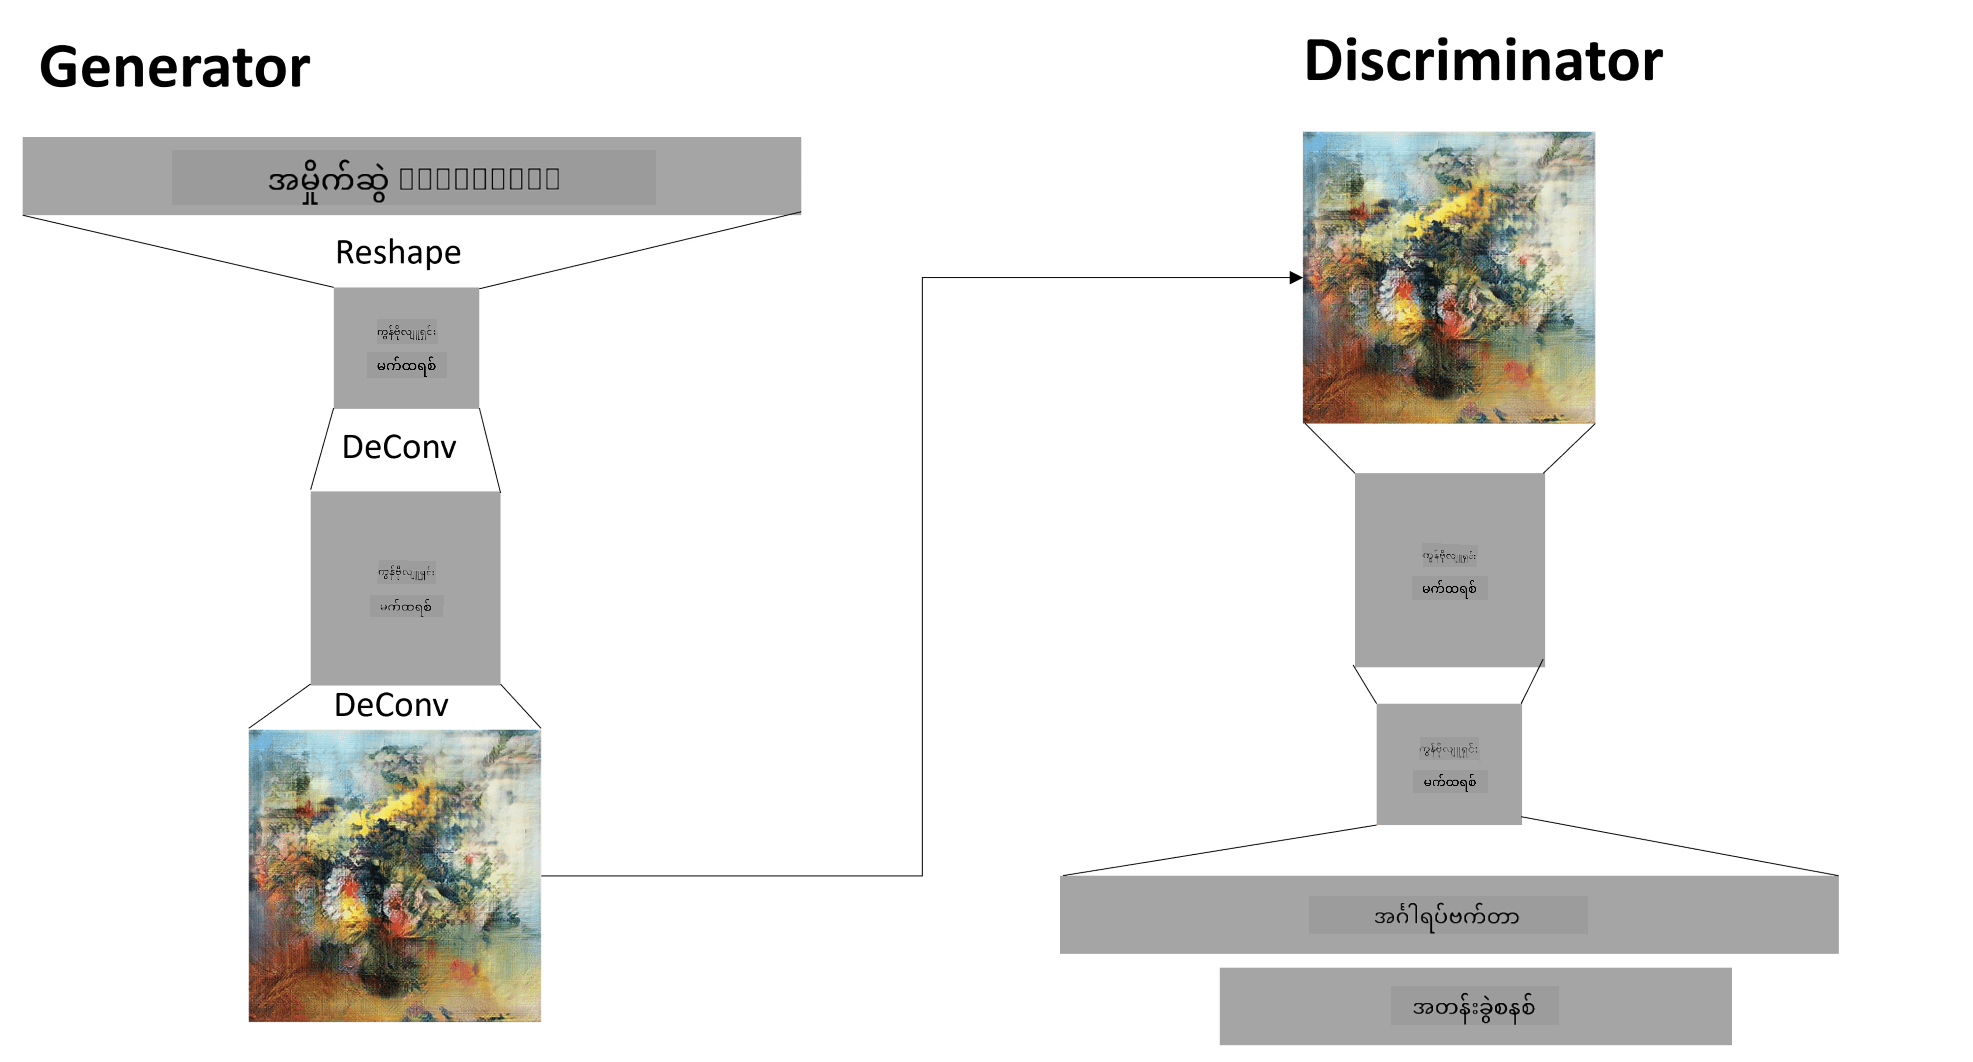 Generator
အမှိုက်ဆွဲ
Reshape
ကွန်ဗိုလျူရှင်း
မက်ထရစ်
DeConv
ကွန်ဗိုလျူရှင်း
မက်ထရစ်
DeConv
Discriminator
ကွန်ဗိုလျူရှင်း
မက်ထရစ်
ကွန်ဗိုလျူရှင်း
မက်ထရစ်
အင်္ဂါရပ်ဗက်တာ
အတန်းခွဲစနစ်